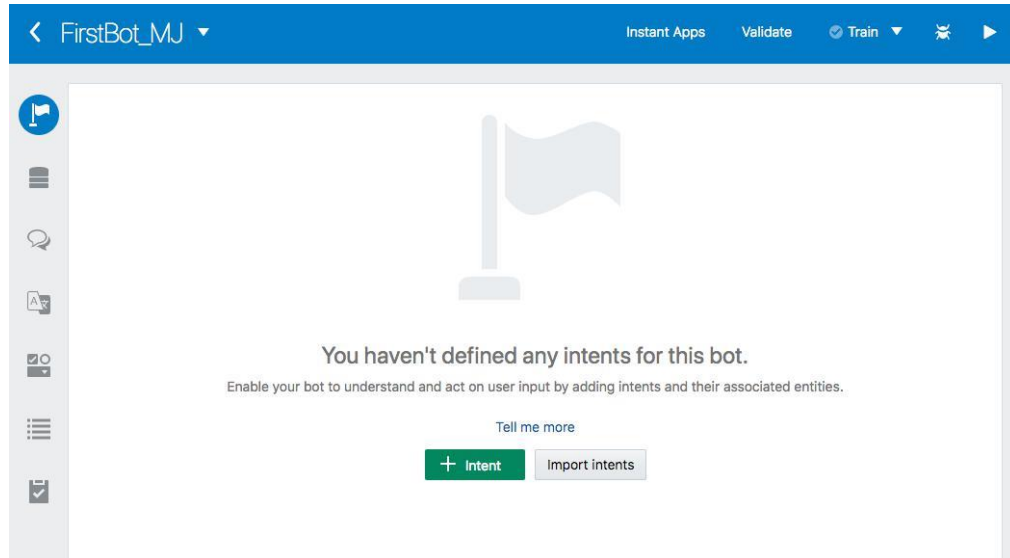 FirstBot_MJ
Instant Apps
Validate
Train
You haven't defined any intents for this bot.
Enable your bot to understand and act on user input by adding intents and their associated entities.
Tell me more
+ Intent
Import intents